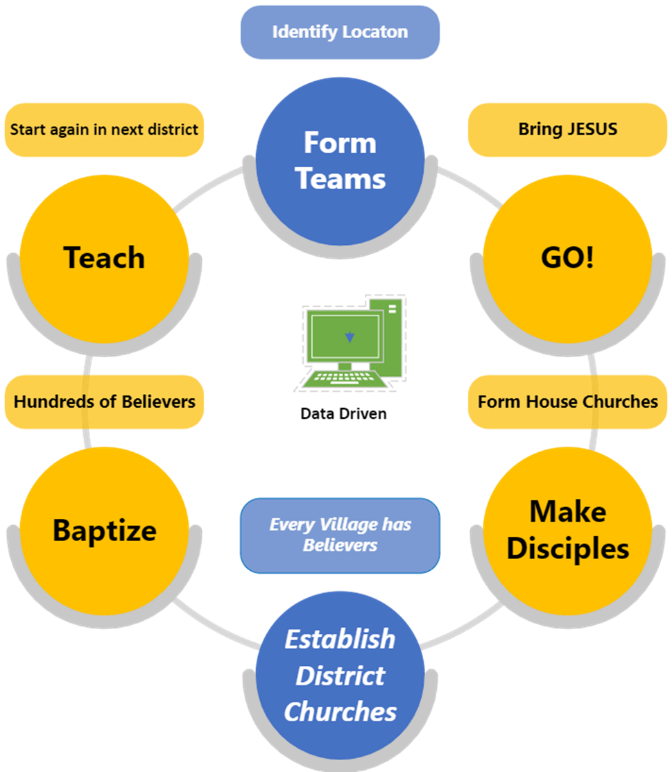 Identify Locaton
Form
Teams
Bring JESUS
GO!
Form House Churches
Make
Disciples
Every Village has
Believers
Establish
District
Churches
Hundreds of Believers
Baptize
Start again in next district
Teach
Data Driven